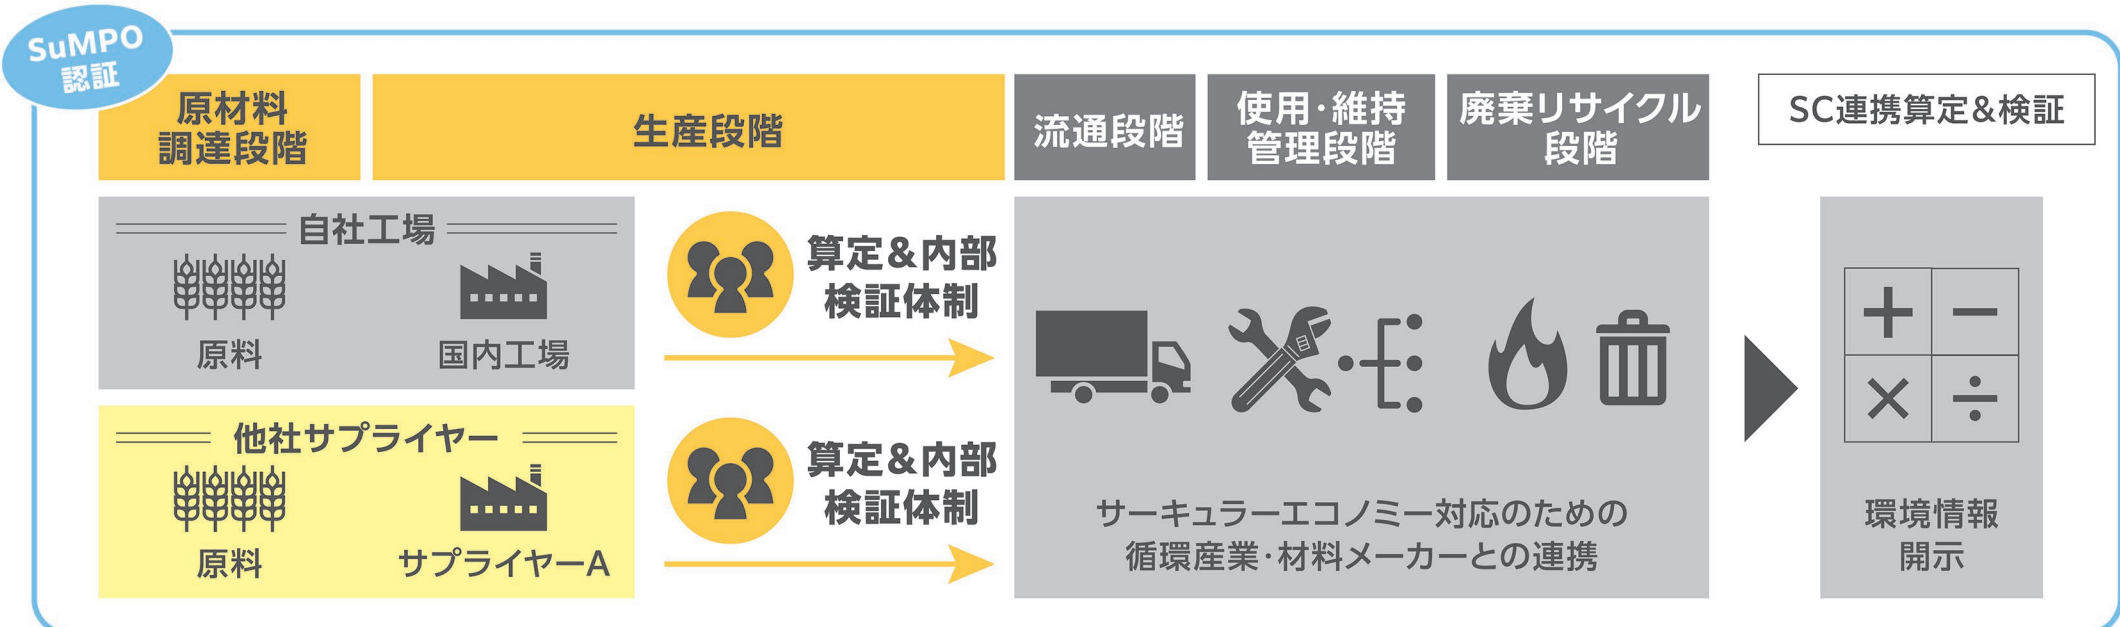 SuMPO
認証
原材料
調達段階
生産段階
流通段階
使用・維持
管理段階
廃棄リサイクル
段階
SC連携算定&検証
自社工場
原料
国内工場
算定&内部
検証体制
他社サプライヤー
原料
サプライヤーA
算定&内部
検証体制
サーキュラーエコノミー対応のための
循環産業・材料メーカーとの連携
+
−
×
÷
環境情報
開示